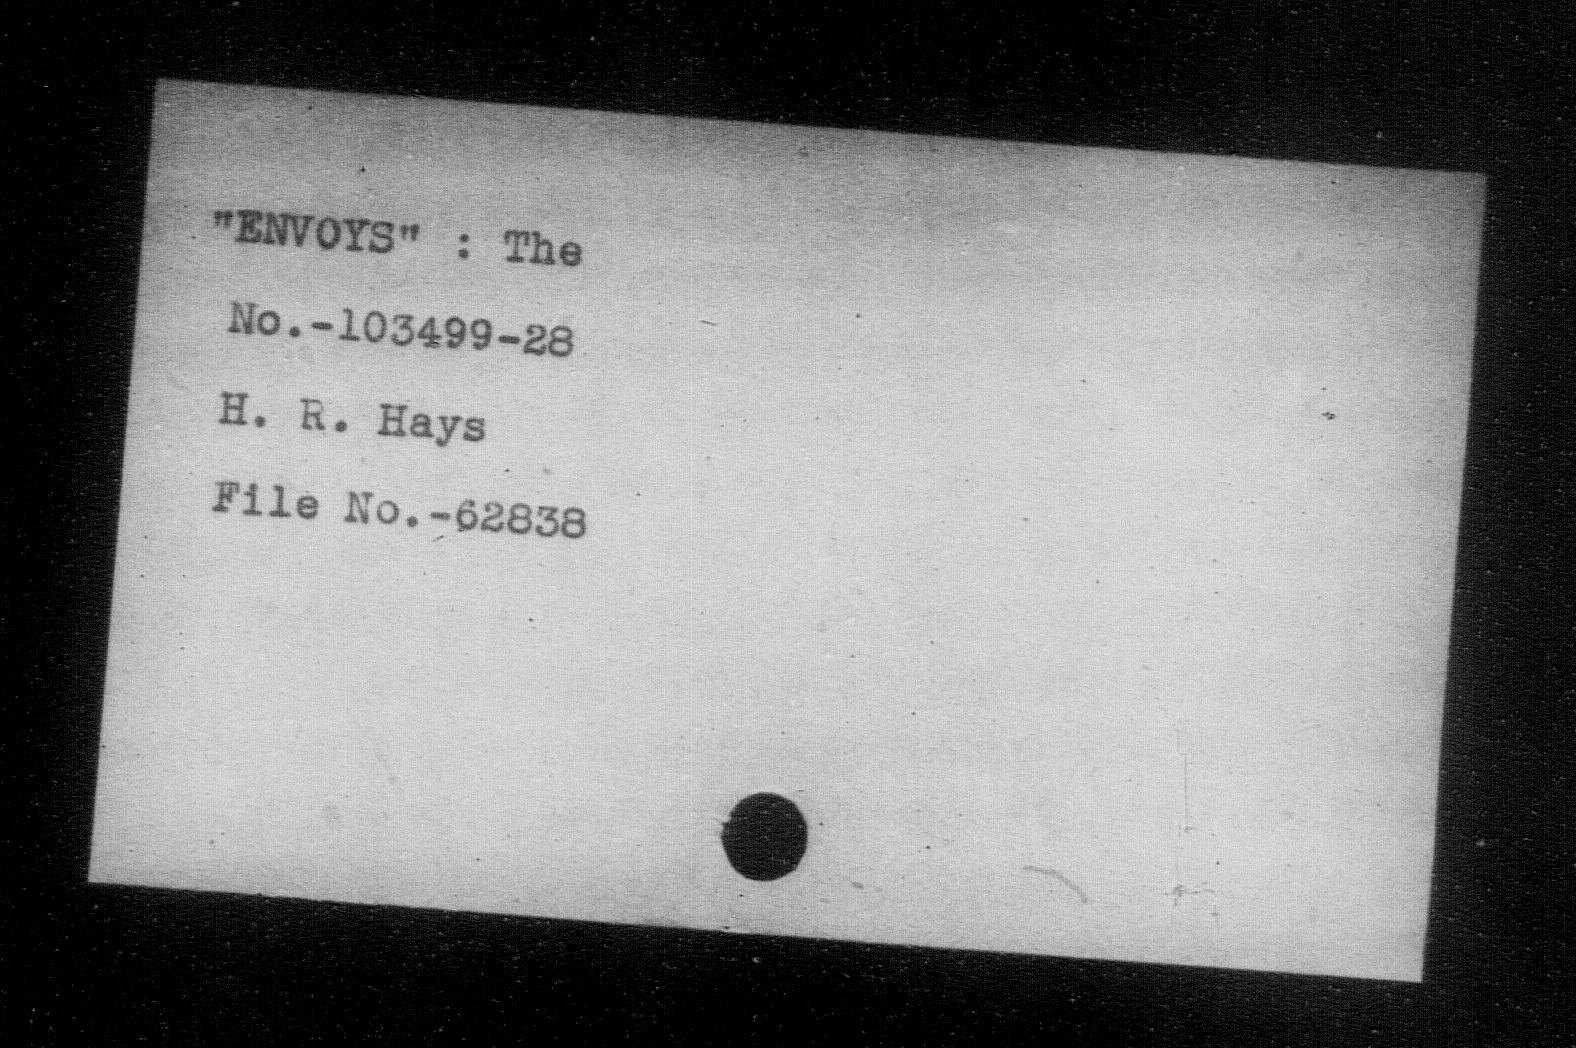 "ENVOYS" : The
No.-103499-28
H. R. Hays
File No.-62838